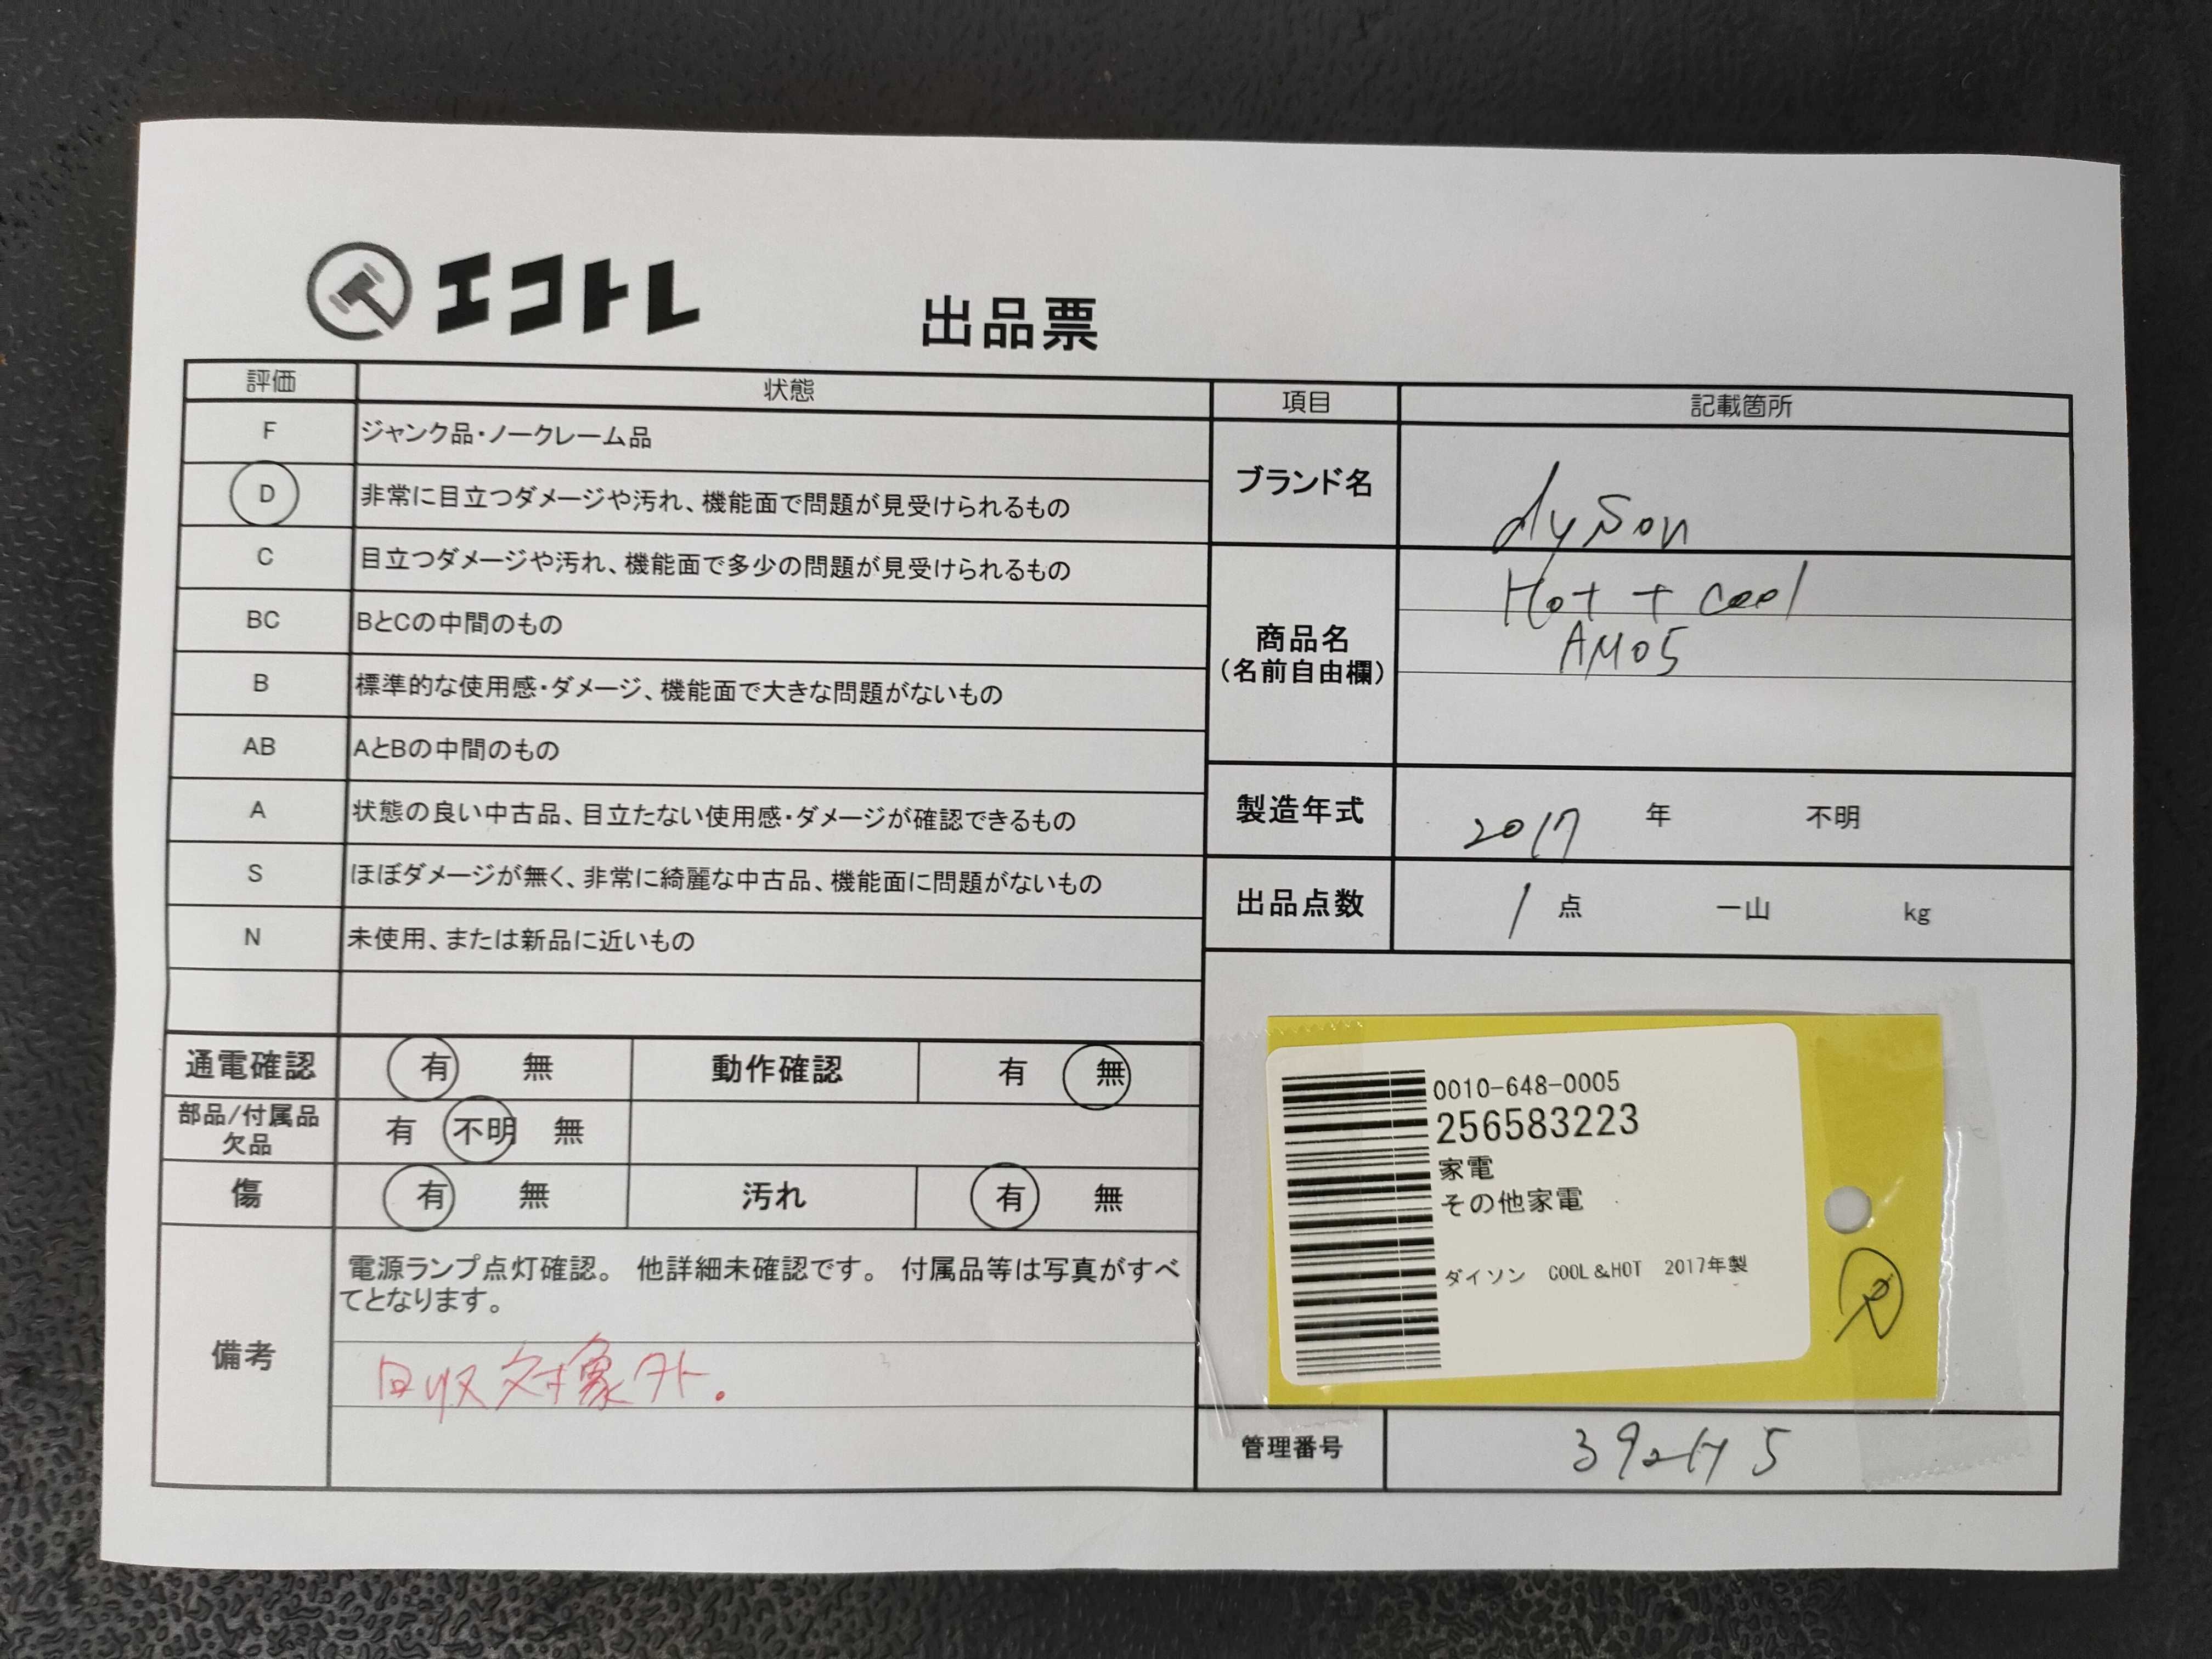 エコトレ
出品票
評価 状態
F ジャンク品・ノークレーム品
D 非常に目立つダメージや汚れ、機能面で問題が見受けられるもの
C 目立つダメージや汚れ、機能面で多少の問題が見受けられるもの
BC BとCの中間のもの
B 標準的な使用感・ダメージ、機能面で大きな問題がないもの
AB AとBの中間のもの
A 状態の良い中古品、目立たない使用感・ダメージが確認できるもの
S ほぼダメージが無く、非常に綺麗な中古品、機能面に問題がないもの
N 未使用、または新品に近いもの
通電確認 有 無 動作確認 有 無
部品/付属品
欠品 有 不明 無
傷 有 無 汚れ 有 無
備考
電源ランプ点灯確認。 他詳細未確認です。 付属品等は写真がすべ
てとなります。
回収対象外.
項目 記載箇所
ブランド名 dyson
商品名
(名前自由欄)
Hot + cool
AM05
製造年式 2017 年 不明
出品点数 1 点 一山 kg
0010-648-0005
256583223
家電
その他家電
ダイソン COOL&HOT 2017年製
管理番号